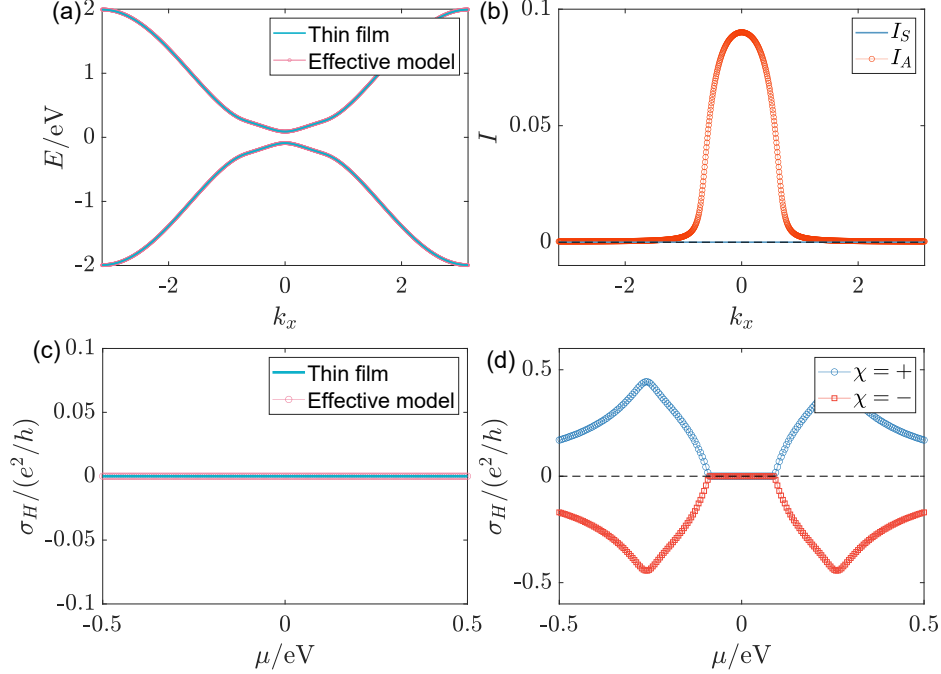 (a)
2
1
0
-1
-2
E/eV
-2
0
2
k_x
Thin film
Effective model
(b)
0.1
0.05
0
I
-2
0
2
k_x
I_S
I_A
(c)
0.1
0.05
0
-0.05
-0.1
σ_H/(e²/h)
-0.5
0
0.5
μ/eV
Thin film
Effective model
(d)
0.5
0
-0.5
σ_H/(e²/h)
-0.5
0
0.5
μ/eV
χ = +
χ = −